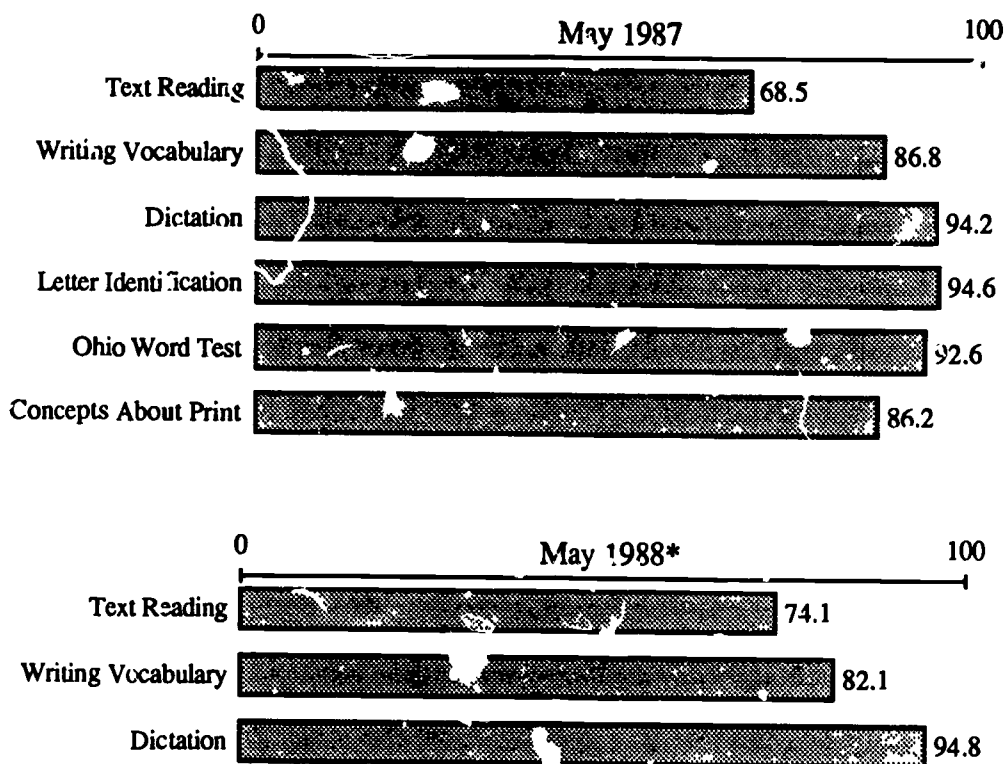 0 May 1987 100
Text Reading 68.5
Writing Vocabulary 86.8
Dictation 94.2
Letter Identification 94.6
Ohio Word Test 92.6
Concepts About Print 86.2
0 May 1988* 100
Text Reading 74.1
Writing Vocabulary 82.1
Dictation 94.8